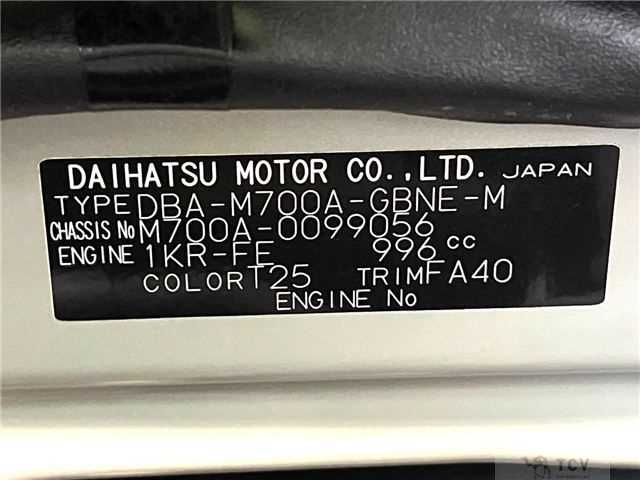 DAIHATSU MOTOR CO.,LTD. JAPAN
TYPE DBA-M700A-GBNE-M
CHASSIS No M700A-0099056
ENGINE 1KR-FE 996 cc
COLOR T25 TRIM FA40
ENGINE No
TCV